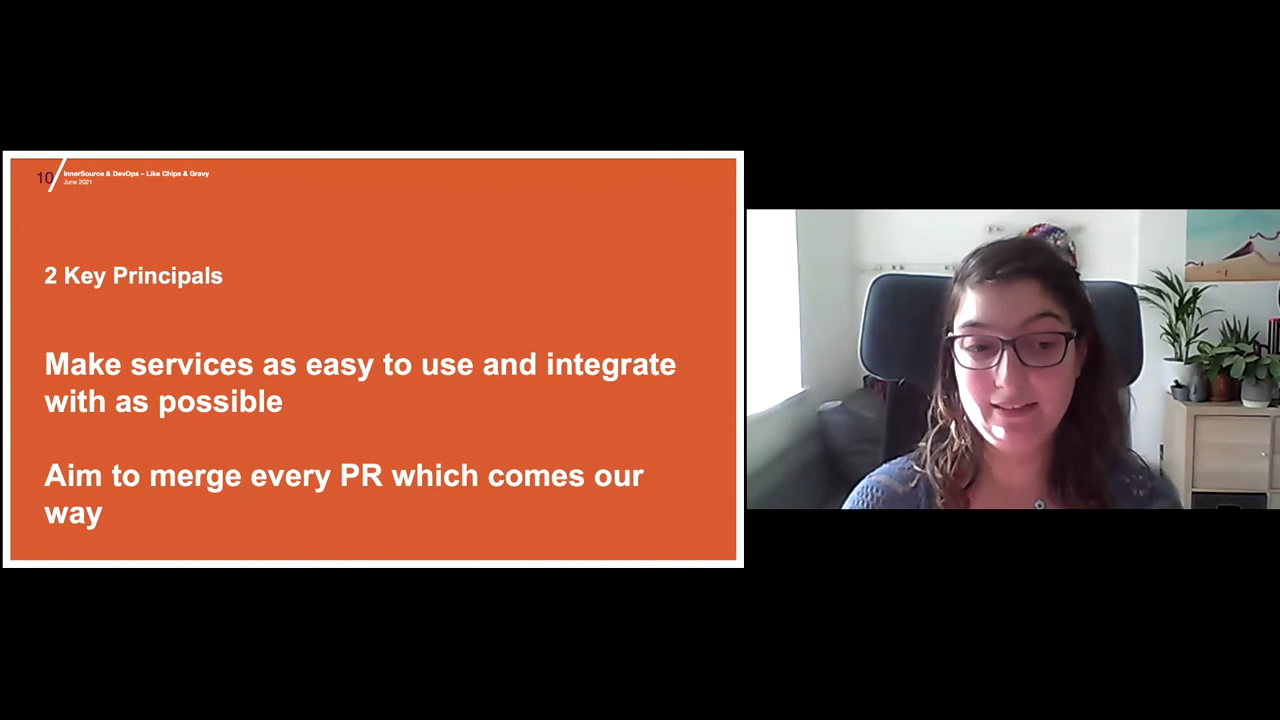 10
InnerSource & DevOps – Like Chips & Gravy
June 2021
2 Key Principals
Make services as easy to use and integrate
with as possible
Aim to merge every PR which comes our
way